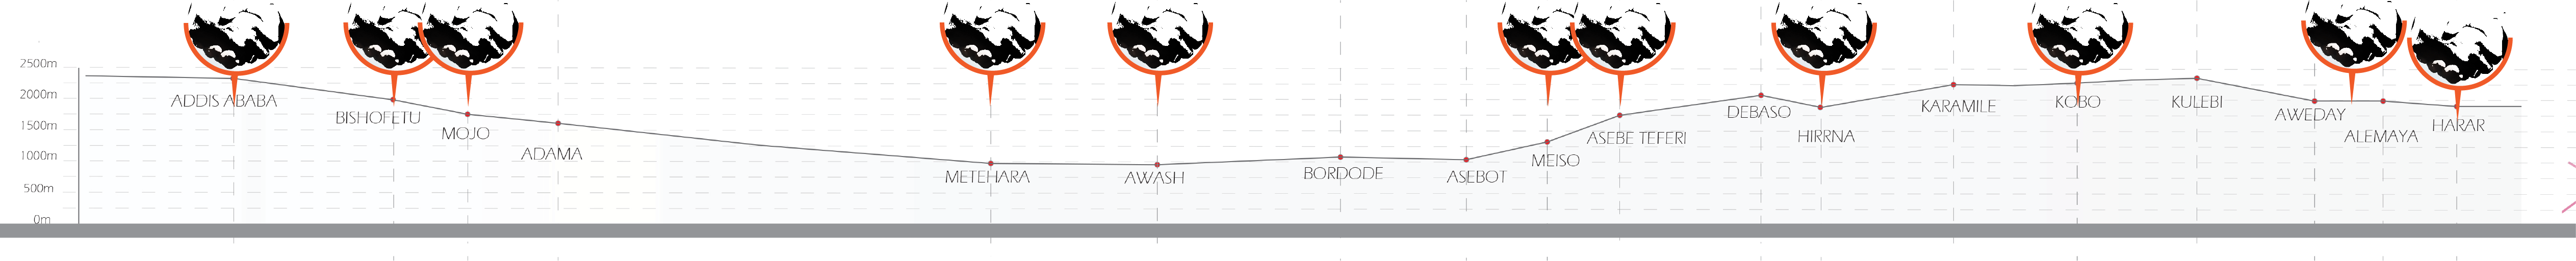 2500m
2000m
1500m
1000m
500m
0m
ADDIS ABABA
BISHOFETU
MOJO
ADAMA
METEHARA
AWASH
BORDODE
ASEBOT
MEISO
ASEBE TEFERI
DEBASO
HIRRNA
KARAMILE
KOBO
KULEBI
AWEDAY
ALEMAYA
HARAR